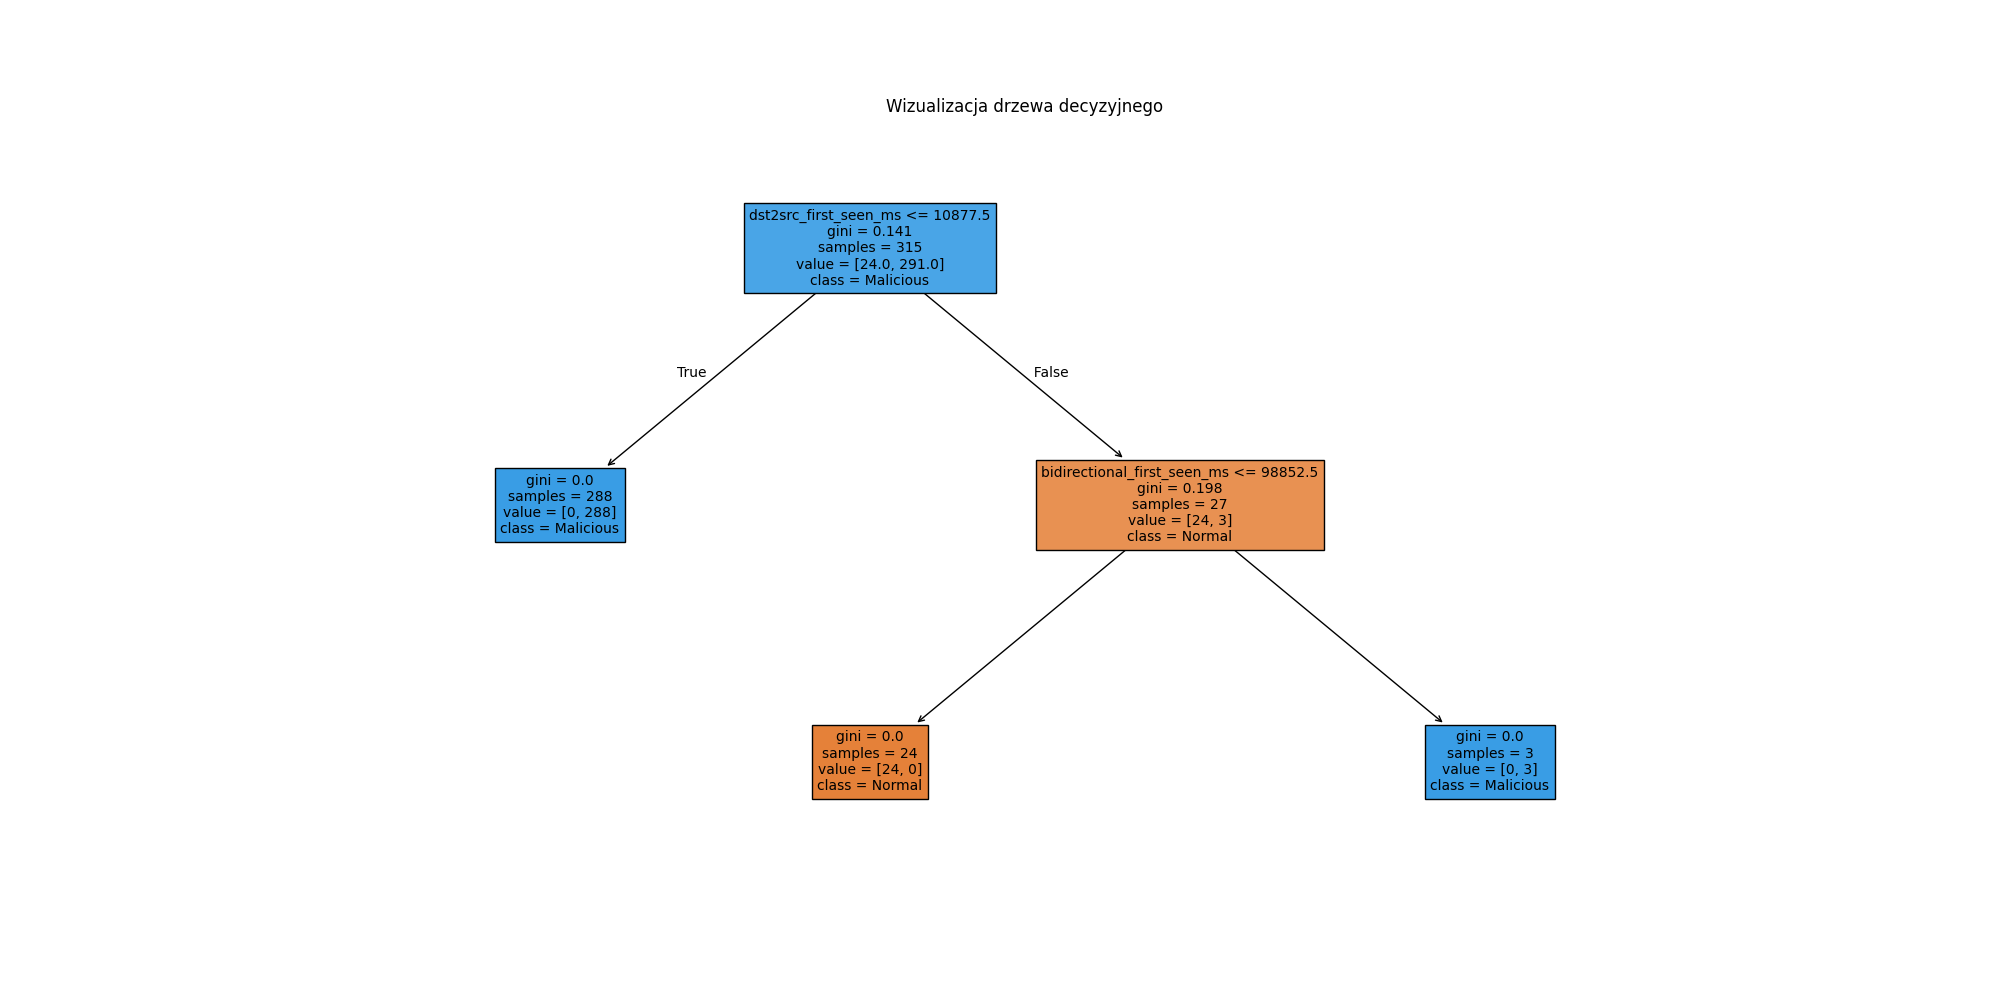 Wizualizacja drzewa decyzyjnego
dst2src_first_seen_ms <= 10877.5
gini = 0.141
samples = 315
value = [24.0, 291.0]
class = Malicious
True
False
gini = 0.0
samples = 288
value = [0, 288]
class = Malicious
bidirectional_first_seen_ms <= 98852.5
gini = 0.198
samples = 27
value = [24, 3]
class = Normal
gini = 0.0
samples = 24
value = [24, 0]
class = Normal
gini = 0.0
samples = 3
value = [0, 3]
class = Malicious